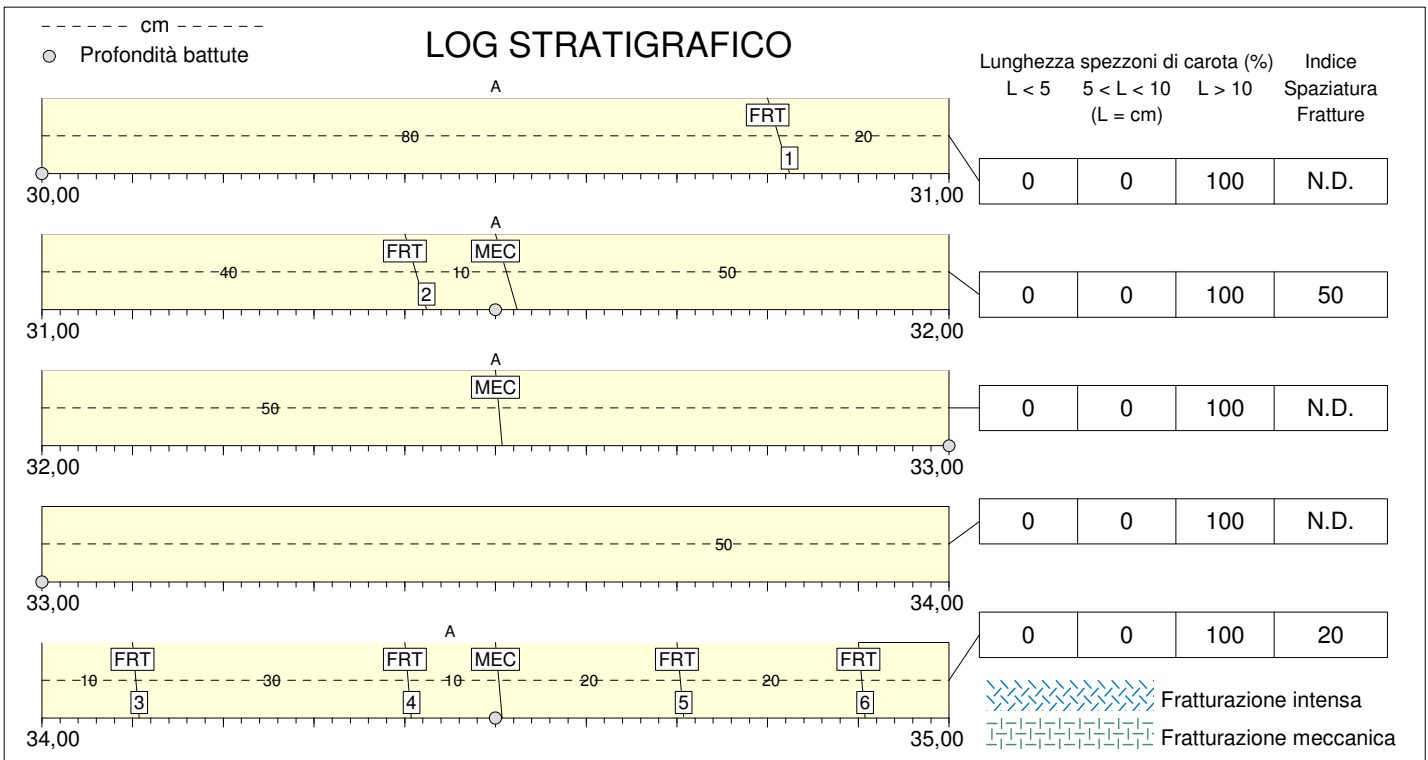 cm
Profondità battute
LOG STRATIGRAFICO
Lunghezza spezzoni di carota (%)
Indice
L < 5
5 < L < 10
L > 10
Spaziatura
(L = cm)
Fratture
A
FRT
80
20
1
30,00
31,00
0 0 100 N.D.
A
FRT
MEC
40
10
50
2
31,00
32,00
0 0 100 50
A
MEC
50
32,00
33,00
0 0 100 N.D.
50
33,00
34,00
0 0 100 N.D.
A
FRT
FRT
MEC
FRT
FRT
10
30
10
20
20
3
4
5
6
34,00
35,00
0 0 100 20
Fratturazione intensa
Fratturazione meccanica